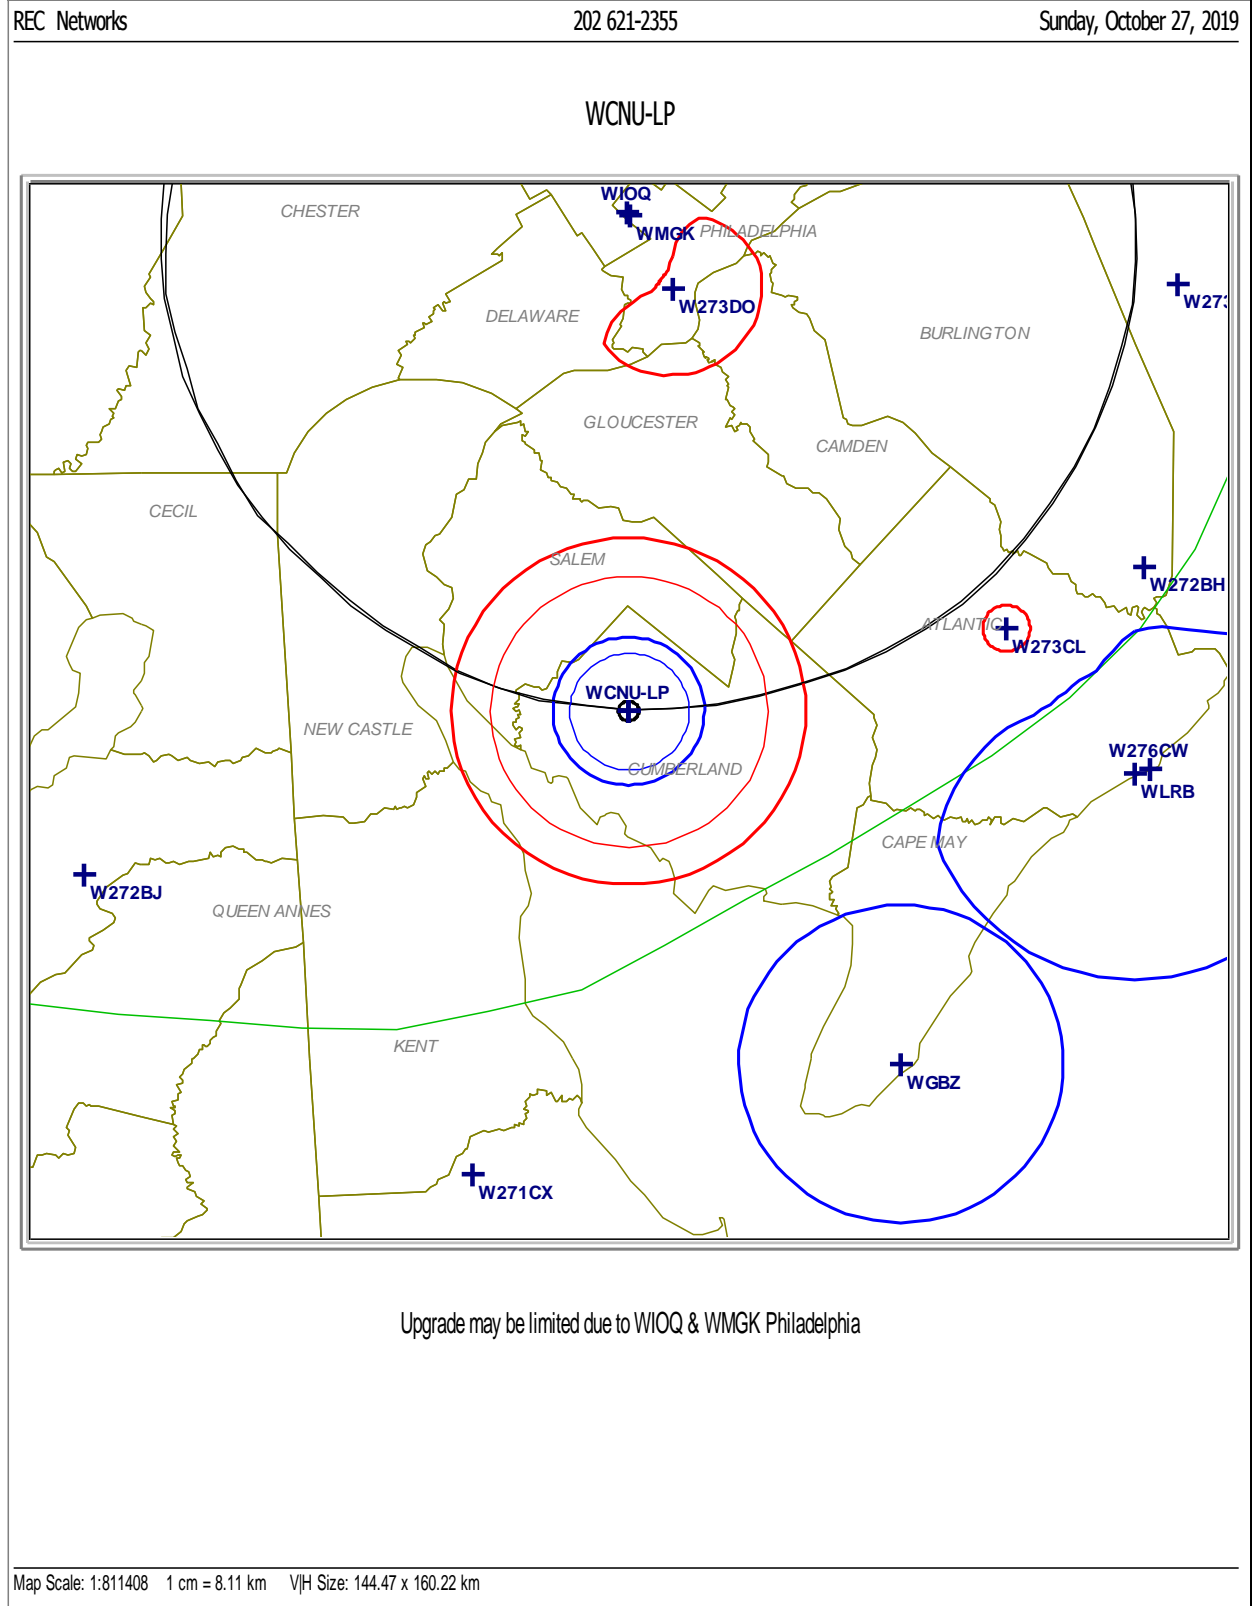 REC Networks 202 621-2355 Sunday, October 27, 2019
WCNU-LP
WIOQ
CHESTER
WMGK PHILADELPHIA
W273DO W273
DELAWARE
BURLINGTON
GLOUCESTER
CAMDEN
CECIL
SALEM
W272BH
ATLANTIC
W273CL
WCNU-LP
NEW CASTLE
W276CW
CUMBERLAND
WLRB
CAPE MAY
W272BJ
QUEEN ANNES
KENT
WGBZ
W271CX
Upgrade may be limited due to WIOQ & WMGK Philadelphia
Map Scale: 1:811408 1 cm = 8.11 km V|H Size: 144.47 x 160.22 km